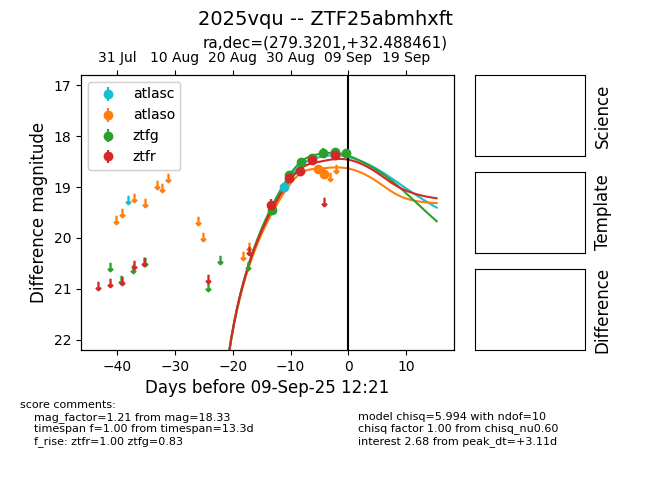 2025vqu -- ZTF25abmhxft
ra,dec=(279.3201,+32.488461)
31 Jul 10 Aug 20 Aug 30 Aug 09 Sep 19 Sep
17
18
19
20
21
22
Difference magnitude
atlasc
atlaso
ztfg
ztfr
−40 −30 −20 −10 0 10
Days before 09-Sep-25 12:21
Science
Template
Difference
score comments:
mag_factor=1.21 from mag=18.33
timespan f=1.00 from timespan=13.3d
f_rise: ztfr=1.00 ztfg=0.83
model chisq=5.994 with ndof=10
chisq factor 1.00 from chisq_nu0.60
interest 2.68 from peak_dt=+3.11d